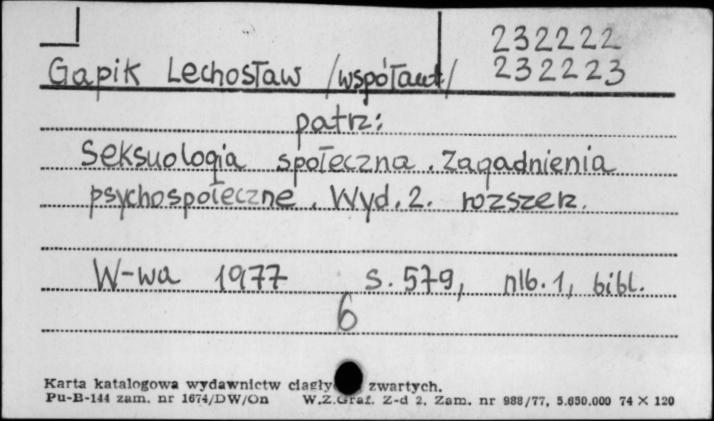 232222
Gapik Lechosław /współaut/ 232223
patrz:
Seksuologia społeczna. Zagadnienia
psychospołeczne. Wyd. 2. rozszerz.
W-wa 1977 s. 579, nlb. 1, bibl.
6
Karta katalogowa wydawnictw ciągły zwartych.
Pu-B-144 zam. nr 1674/DW/On W.Z.Graf. Z-d 2. Zam. nr 988/77, 5.650.000 74 × 120